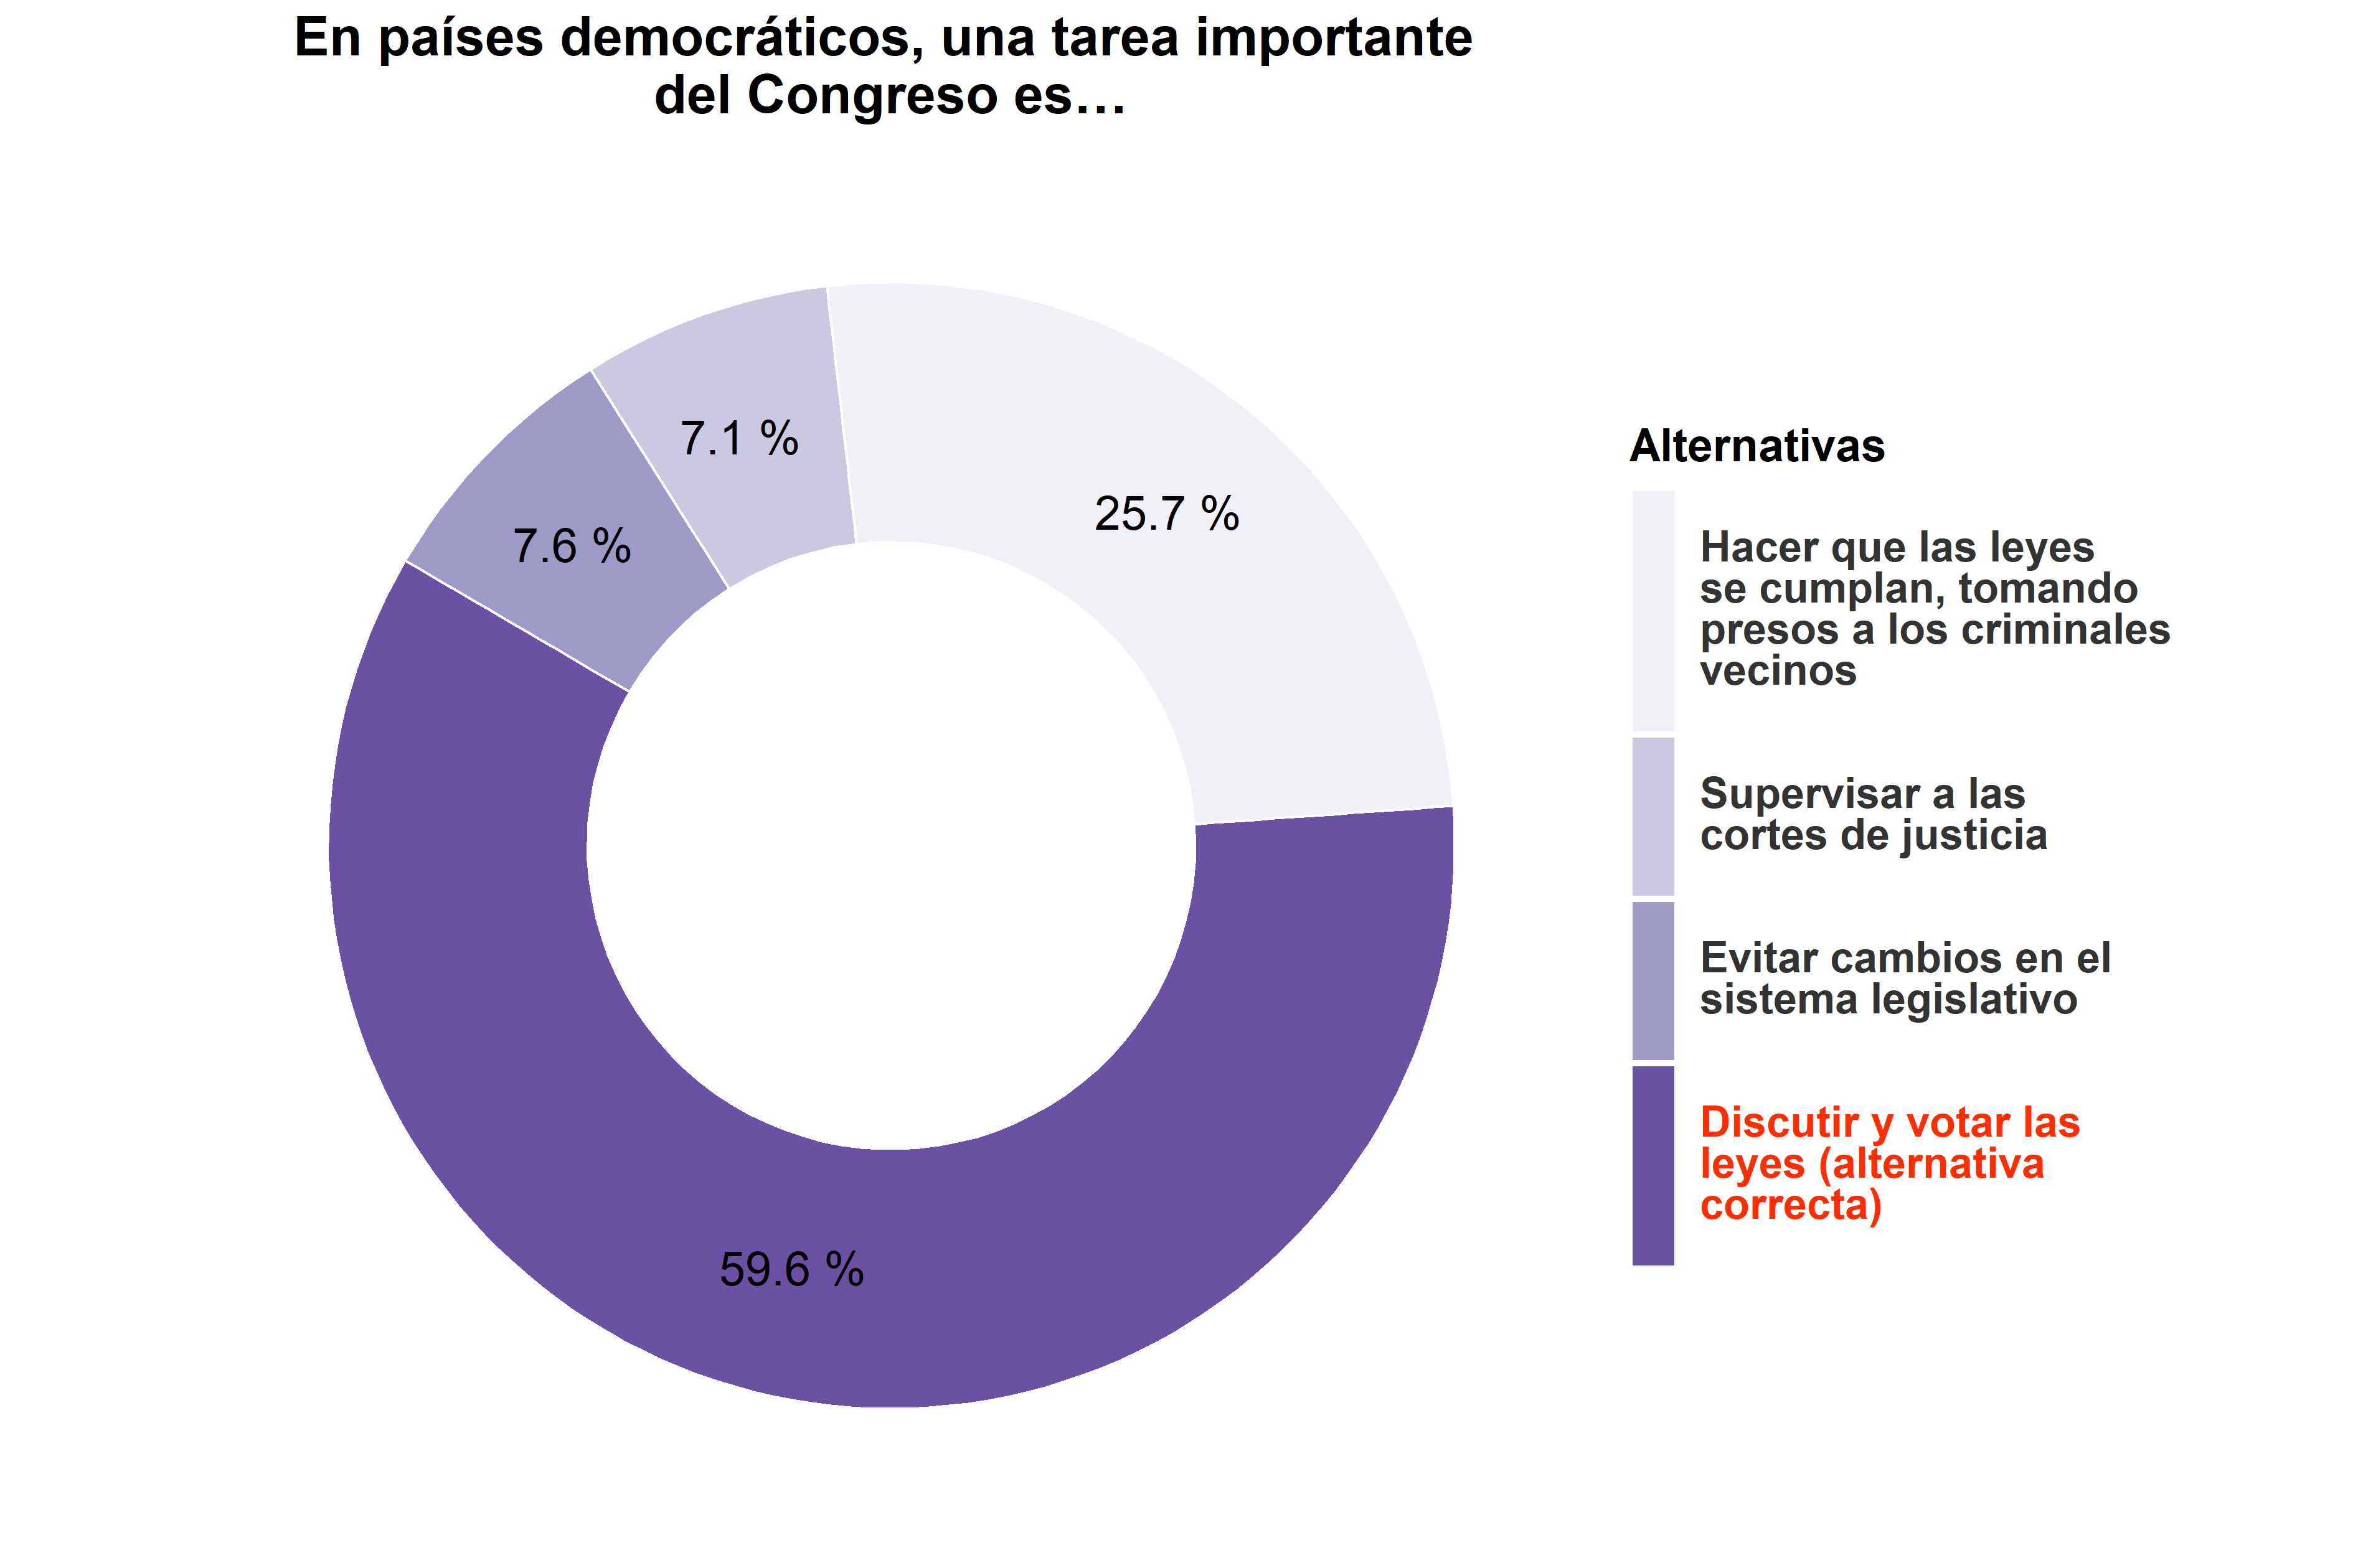 En países democráticos, una tarea importante
del Congreso es…
7.1 %
25.7 %
7.6 %
59.6 %
Alternativas
Hacer que las leyes
se cumplan, tomando
presos a los criminales
vecinos
Supervisar a las
cortes de justicia
Evitar cambios en el
sistema legislativo
Discutir y votar las
leyes (alternativa
correcta)